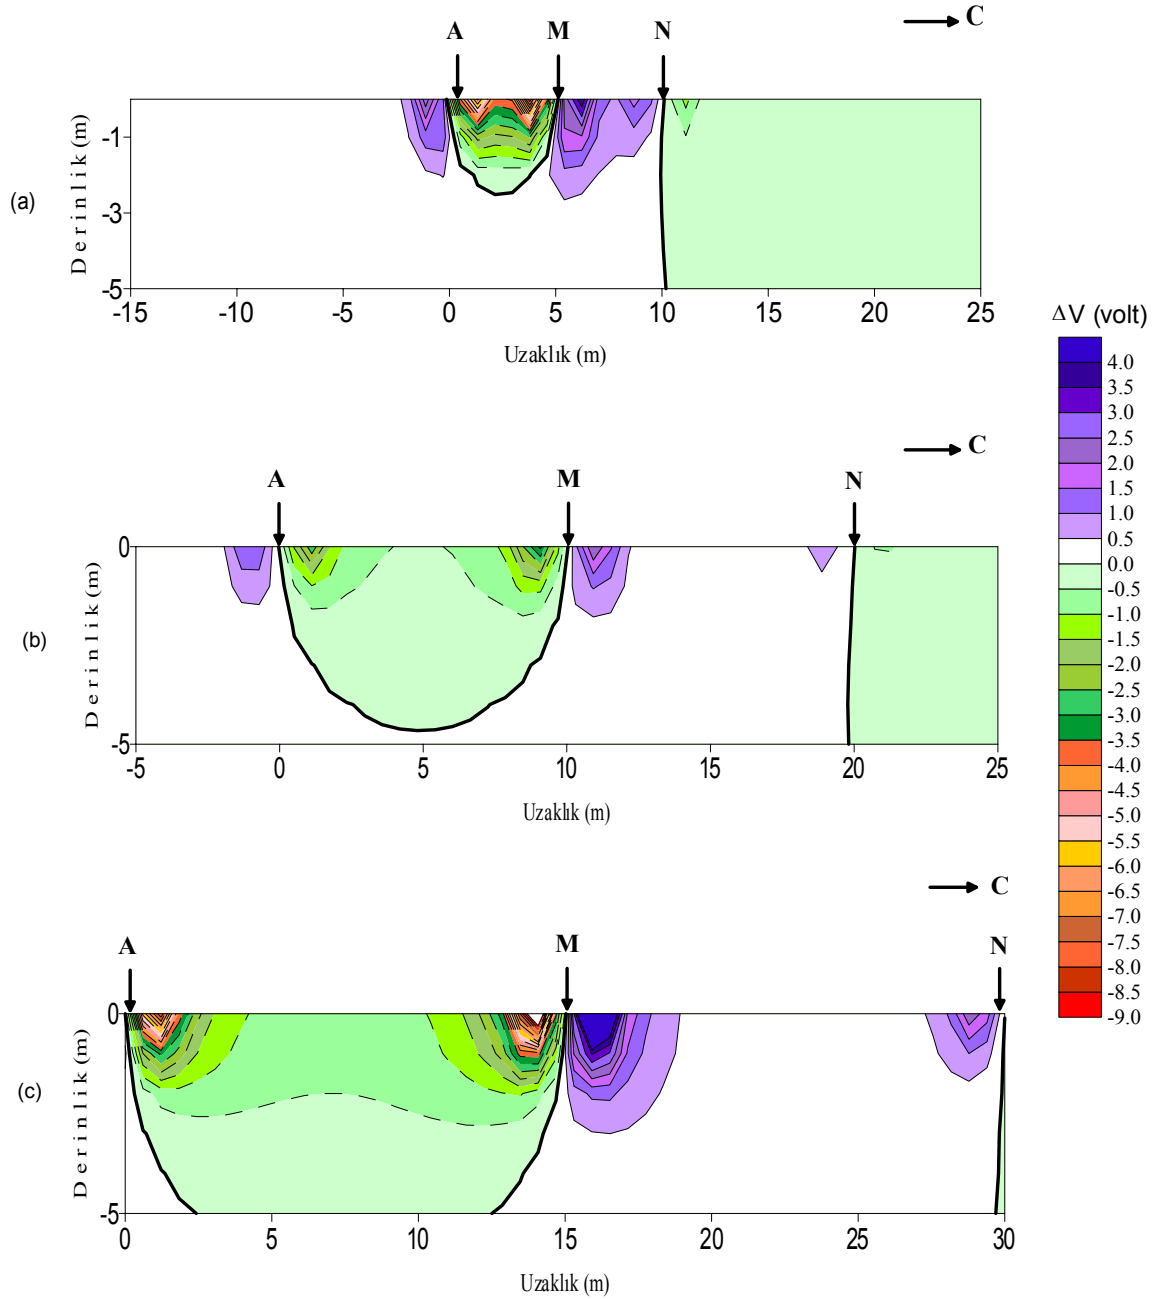 C
A M N
-1
-3
-5
Derinlik (m)
(a)
-15 -10 -5 0 5 10 15 20 25
Uzaklık (m)
C
A M N
0
-5
Derinlik (m)
(b)
-5 0 5 10 15 20 25
Uzaklık (m)
C
A M N
0
-5
Derinlik (m)
(c)
0 5 10 15 20 25 30
Uzaklık (m)
ΔV (volt)
4.0
3.5
3.0
2.5
2.0
1.5
1.0
0.5
0.0
-0.5
-1.0
-1.5
-2.0
-2.5
-3.0
-3.5
-4.0
-4.5
-5.0
-5.5
-6.0
-6.5
-7.0
-7.5
-8.0
-8.5
-9.0